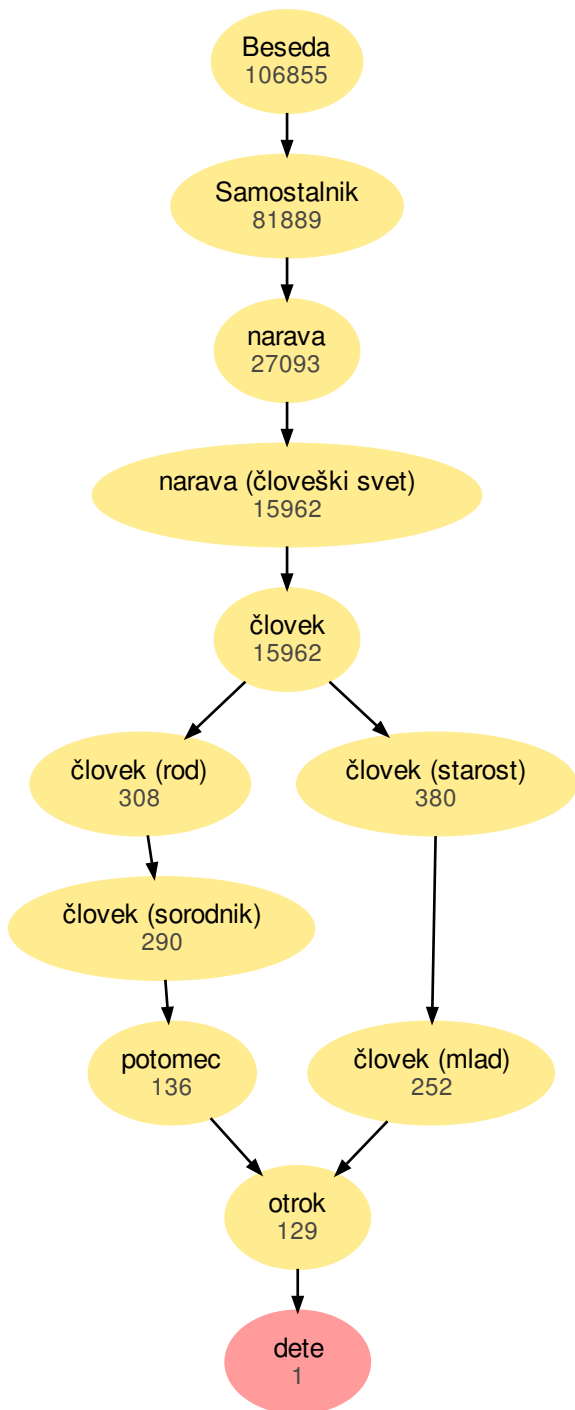 Beseda
106855
Samostalnik
81889
narava
27093
narava (človeški svet)
15962
človek
15962
človek (rod)
308
človek (starost)
380
človek (sorodnik)
290
potomec
136
človek (mlad)
252
otrok
129
dete
1